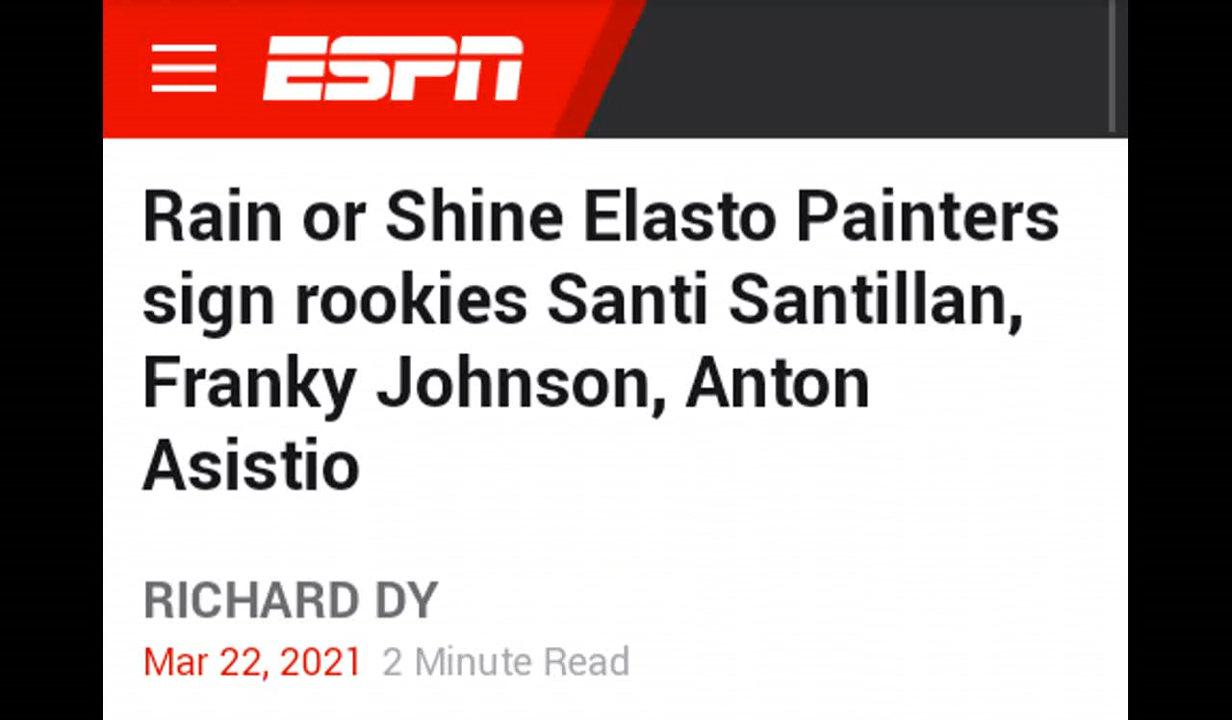 ESPN
Rain or Shine Elasto Painters
sign rookies Santi Santillan,
Franky Johnson, Anton
Asistio
RICHARD DY
Mar 22, 2021 2 Minute Read